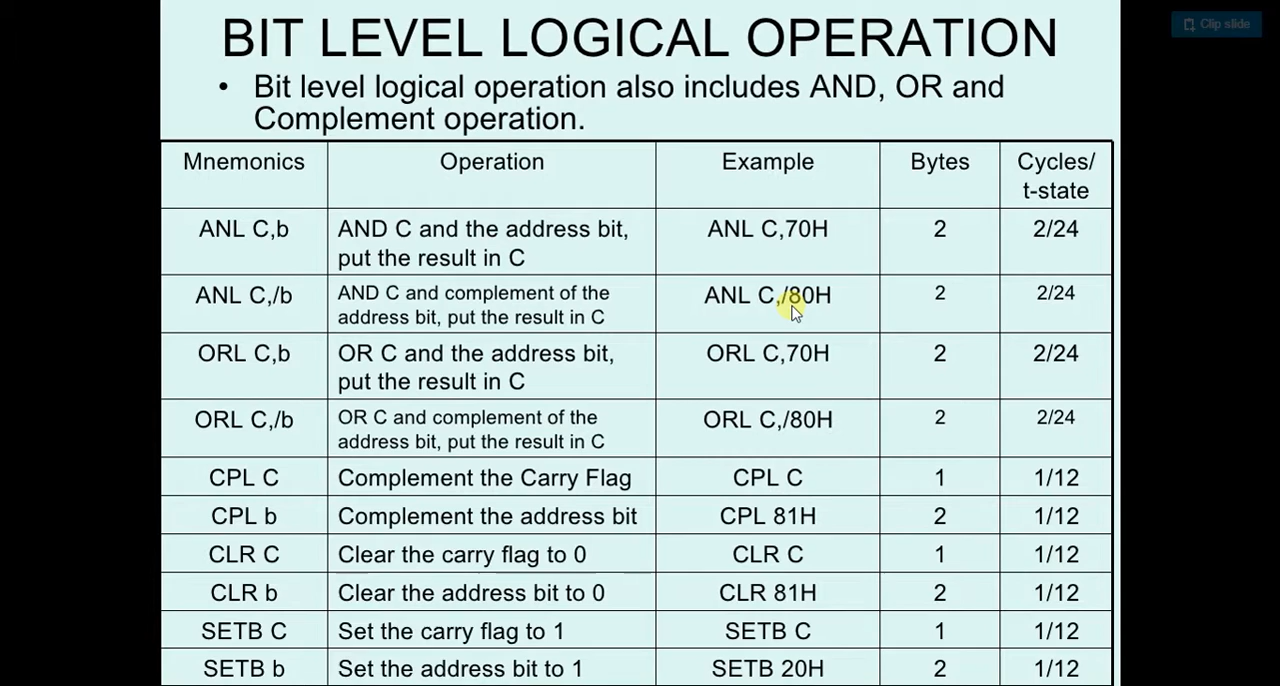 BIT LEVEL LOGICAL OPERATION
Clip slide
• Bit level logical operation also includes AND, OR and
Complement operation.
Mnemonics Operation Example Bytes Cycles/
t-state
ANL C,b AND C and the address bit, ANL C,70H 2 2/24
put the result in C
ANL C,/b AND C and complement of the ANL C,/80H 2 2/24
address bit, put the result in C
ORL C,b OR C and the address bit, ORL C,70H 2 2/24
put the result in C
ORL C,/b OR C and complement of the ORL C,/80H 2 2/24
address bit, put the result in C
CPL C Complement the Carry Flag CPL C 1 1/12
CPL b Complement the address bit CPL 81H 2 1/12
CLR C Clear the carry flag to 0 CLR C 1 1/12
CLR b Clear the address bit to 0 CLR 81H 2 1/12
SETB C Set the carry flag to 1 SETB C 1 1/12
SETB b Set the address bit to 1 SETB 20H 2 1/12